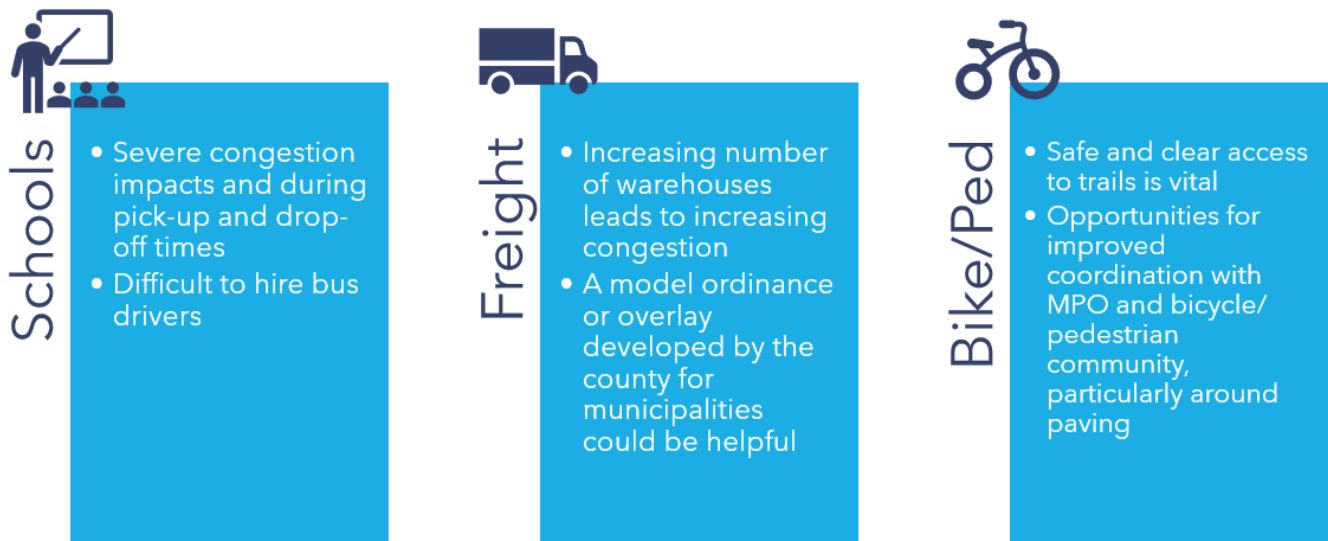 Schools
• Severe congestion
impacts and during
pick-up and drop-
off times
• Difficult to hire bus
drivers
Freight
• Increasing number
of warehouses
leads to increasing
congestion
• A model ordinance
or overlay
developed by the
county for
municipalities
could be helpful
Bike/Ped
• Safe and clear access
to trails is vital
• Opportunities for
improved
coordination with
MPO and bicycle/
pedestrian
community,
particularly around
paving